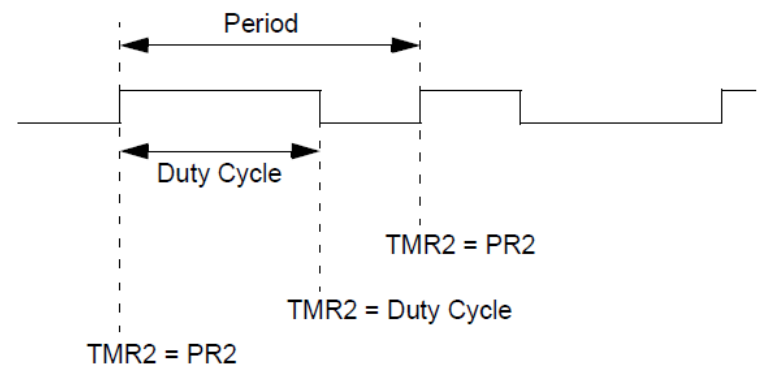 Period
Duty Cycle
TMR2 = PR2
TMR2 = Duty Cycle
TMR2 = PR2